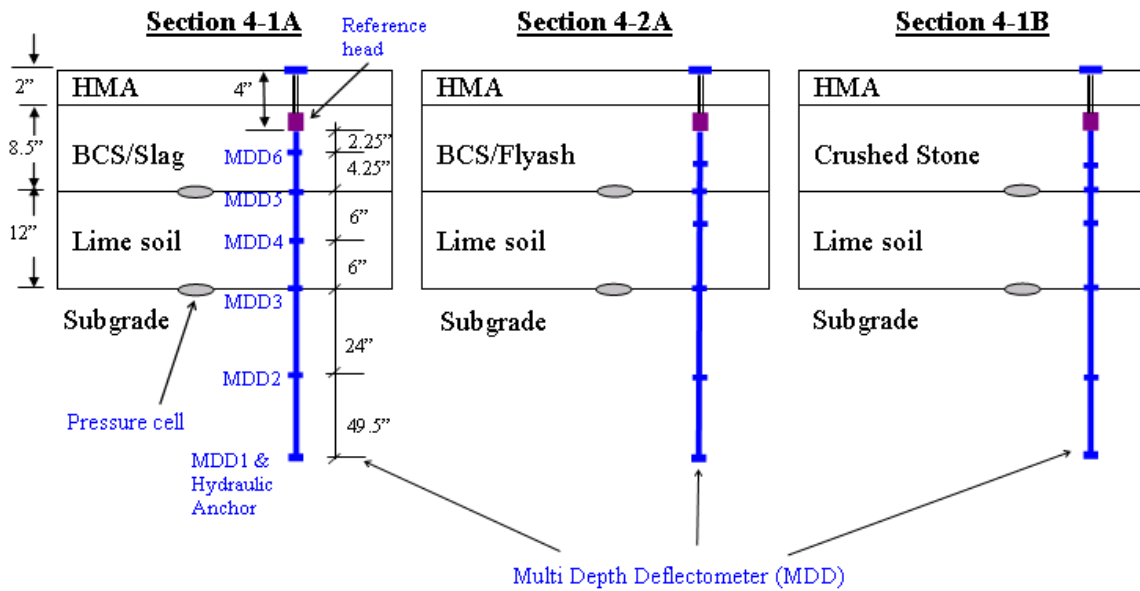 Section 4-1A
Section 4-2A
Section 4-1B
Reference
head
2”
HMA
4”
HMA
HMA
8.5”
BCS/Slag
MDD6
2.25”
4.25”
BCS/Flyash
Crushed Stone
MDD5
12”
Lime soil
MDD4
6”
6”
Lime soil
Lime soil
MDD3
Subgrade
Subgrade
Subgrade
24”
MDD2
Pressure cell
49.5”
MDD1 &
Hydraulic
Anchor
Multi Depth Deflectometer (MDD)